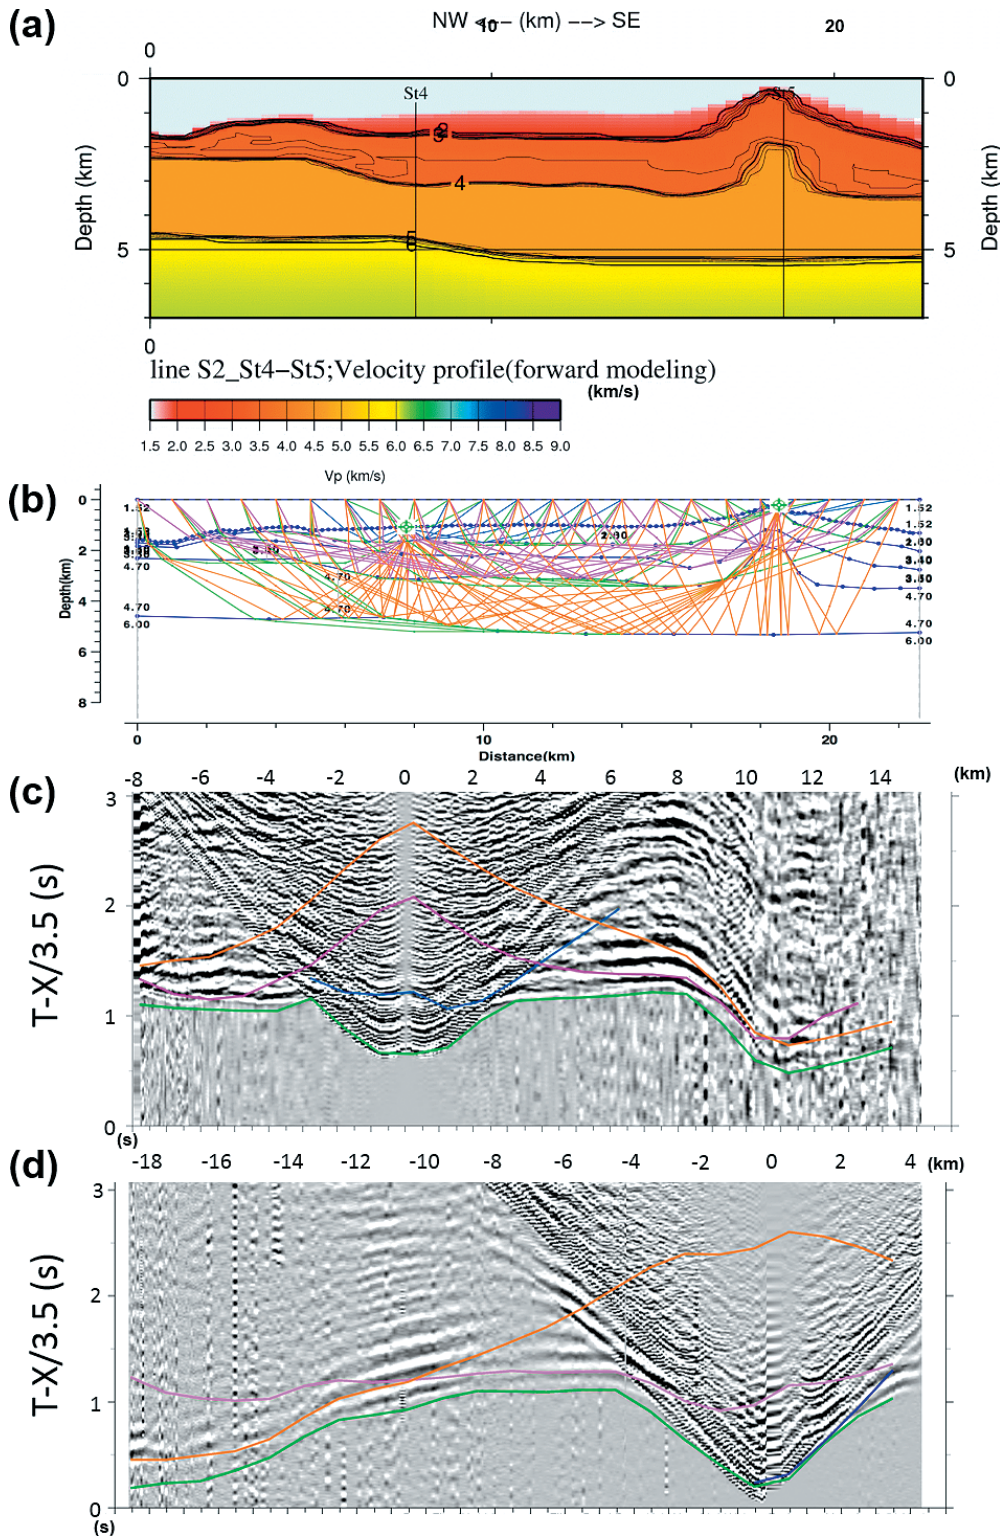 (a)
NW <--- (km) --> SE
0 10 20
0 0
St4 St5
Depth (km) Depth (km)
4
5 5
5
6
0
line S2_St4-St5;Velocity profile(forward modeling)
(km/s)
1.5 2.0 2.5 3.0 3.5 4.0 4.5 5.0 5.5 6.0 6.5 7.0 7.5 8.0 8.5 9.0
Vp (km/s)
(b)
0
1.52 1.52
1.52
2.00
2
3.40
4.70 4.70 3.50
4.70
4
4.70 4.70 4.70
6.00 6.00
6
8
Depth(km)
0 10 20
Distance(km)
(c)
-8 -6 -4 -2 0 2 4 6 8 10 12 14 (km)
3
2
1
0
T-X/3.5 (s)
(s)
(d)
-18 -16 -14 -12 -10 -8 -6 -4 -2 0 2 4 (km)
3
2
1
0
T-X/3.5 (s)
(s)